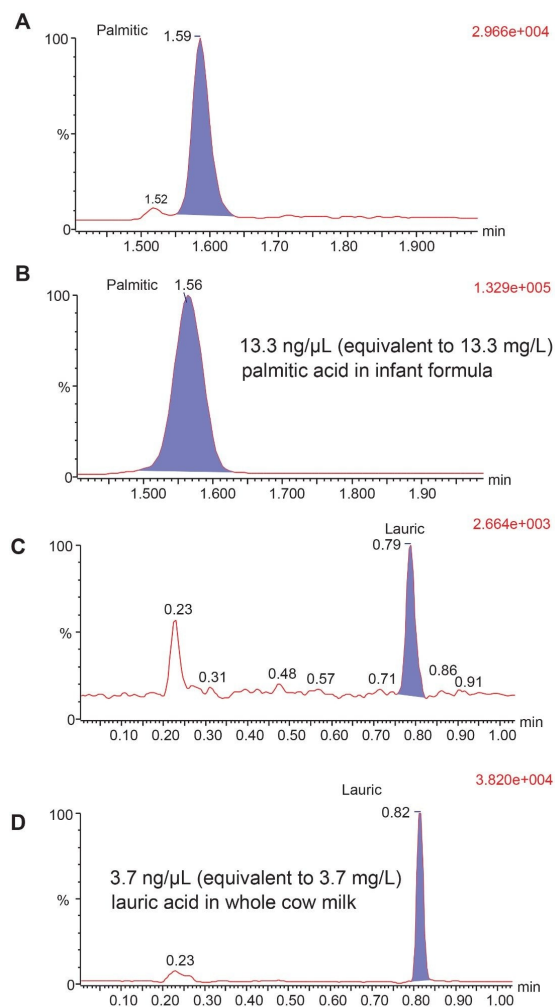 A
Palmitic
1.59
2.966e+004
100
%
0
1.52
1.500 1.600 1.70 1.80 1.900
min
B
Palmitic 1.56
1.329e+005
100
%
0
13.3 ng/µL (equivalent to 13.3 mg/L)
palmitic acid in infant formula
1.500 1.600 1.700 1.800 1.90
min
C
Lauric
2.664e+003
0.79
100
%
0
0.23
0.31
0.48
0.57
0.71
0.86
0.91
0.10 0.20 0.30 0.40 0.50 0.60 0.70 0.80 0.90 1.00
min
D
Lauric
3.820e+004
0.82
100
%
0
3.7 ng/µL (equivalent to 3.7 mg/L)
lauric acid in whole cow milk
0.23
0.10 0.20 0.30 0.40 0.50 0.60 0.70 0.80 0.90 1.00
min